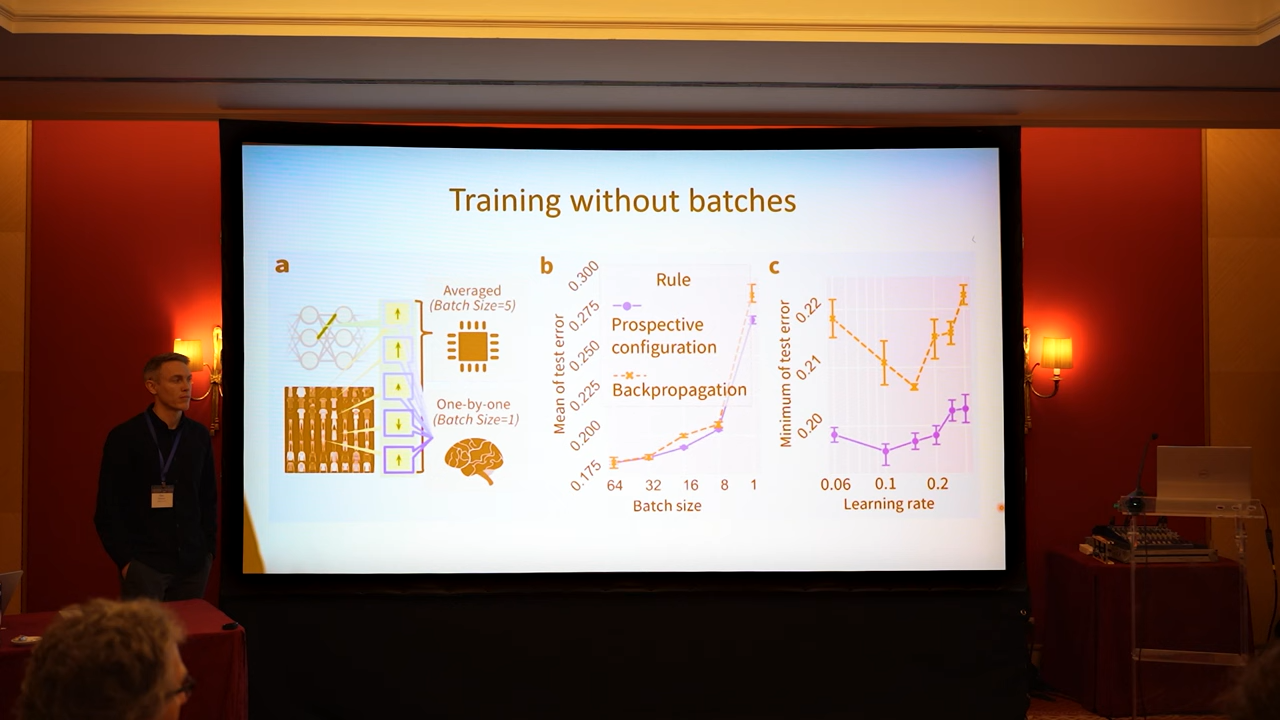 Training without batches
a
Averaged
(Batch Size=5)
One-by-one
(Batch Size=1)
b
Mean of test error
0.300
0.275
0.250
0.225
0.200
0.175
Rule
Prospective
configuration
Backpropagation
64 32 16 8 1
Batch size
c
Minimum of test error
0.22
0.21
0.20
0.06 0.1 0.2
Learning rate